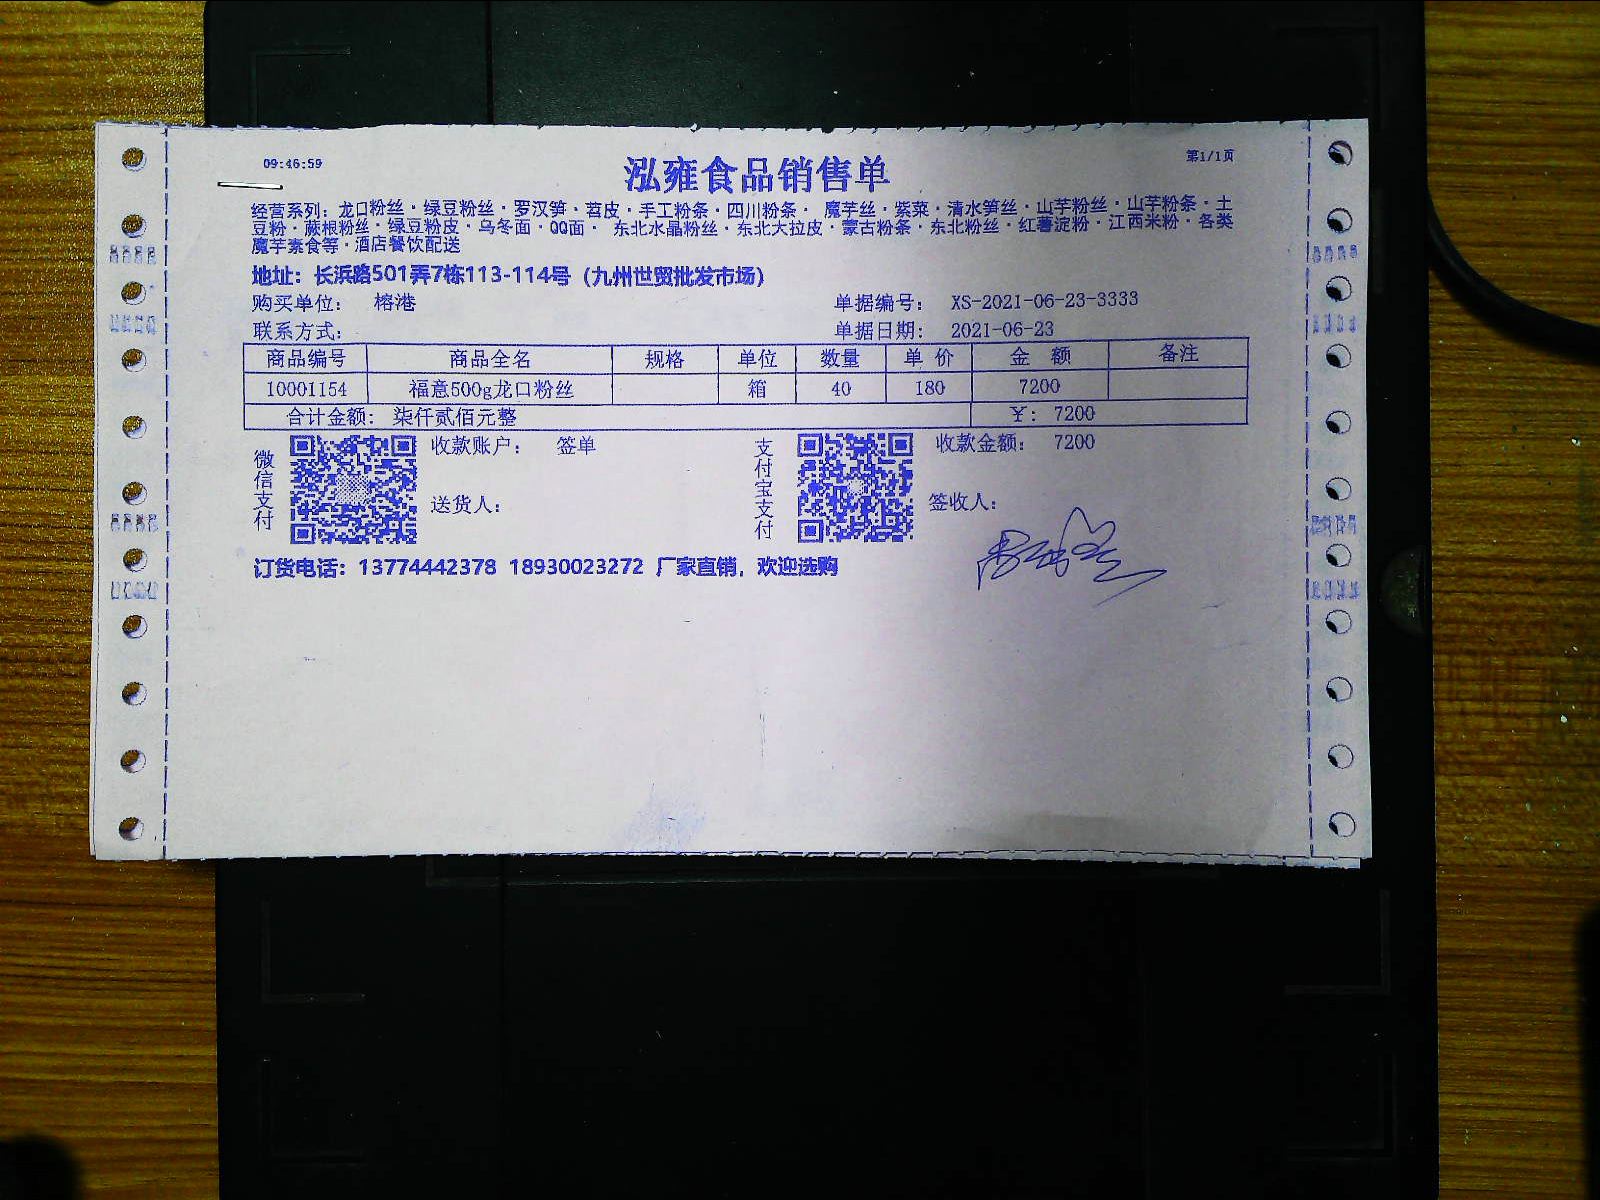 09:46:59
泓雍食品销售单
第1/1页
经营系列：龙口粉丝·绿豆粉丝·罗汉笋·苕皮·手工粉条·四川粉条· 魔芋丝·紫菜·清水笋丝·山芋粉丝·山芋粉条·土
豆粉·蕨根粉丝·绿豆粉皮·乌冬面·QQ面· 东北水晶粉丝·东北大拉皮·蒙古粉条·东北粉丝·红薯淀粉·江西米粉·各类
魔芋素食等·酒店餐饮配送
地址：长浜路501弄7栋113-114号（九州世贸批发市场）
购买单位： 榕港 单据编号： XS-2021-06-23-3333
联系方式： 单据日期： 2021-06-23
商品编号 商品全名 规格 单位 数量 单 价 金 额 备注
10001154 福意500g龙口粉丝 箱 40 180 7200
合计金额： 柒仟贰佰元整 ￥： 7200
微信支付 收款账户： 签单 支付宝支付 收款金额： 7200
送货人： 签收人：
订货电话：13774442378 18930023272 厂家直销，欢迎选购